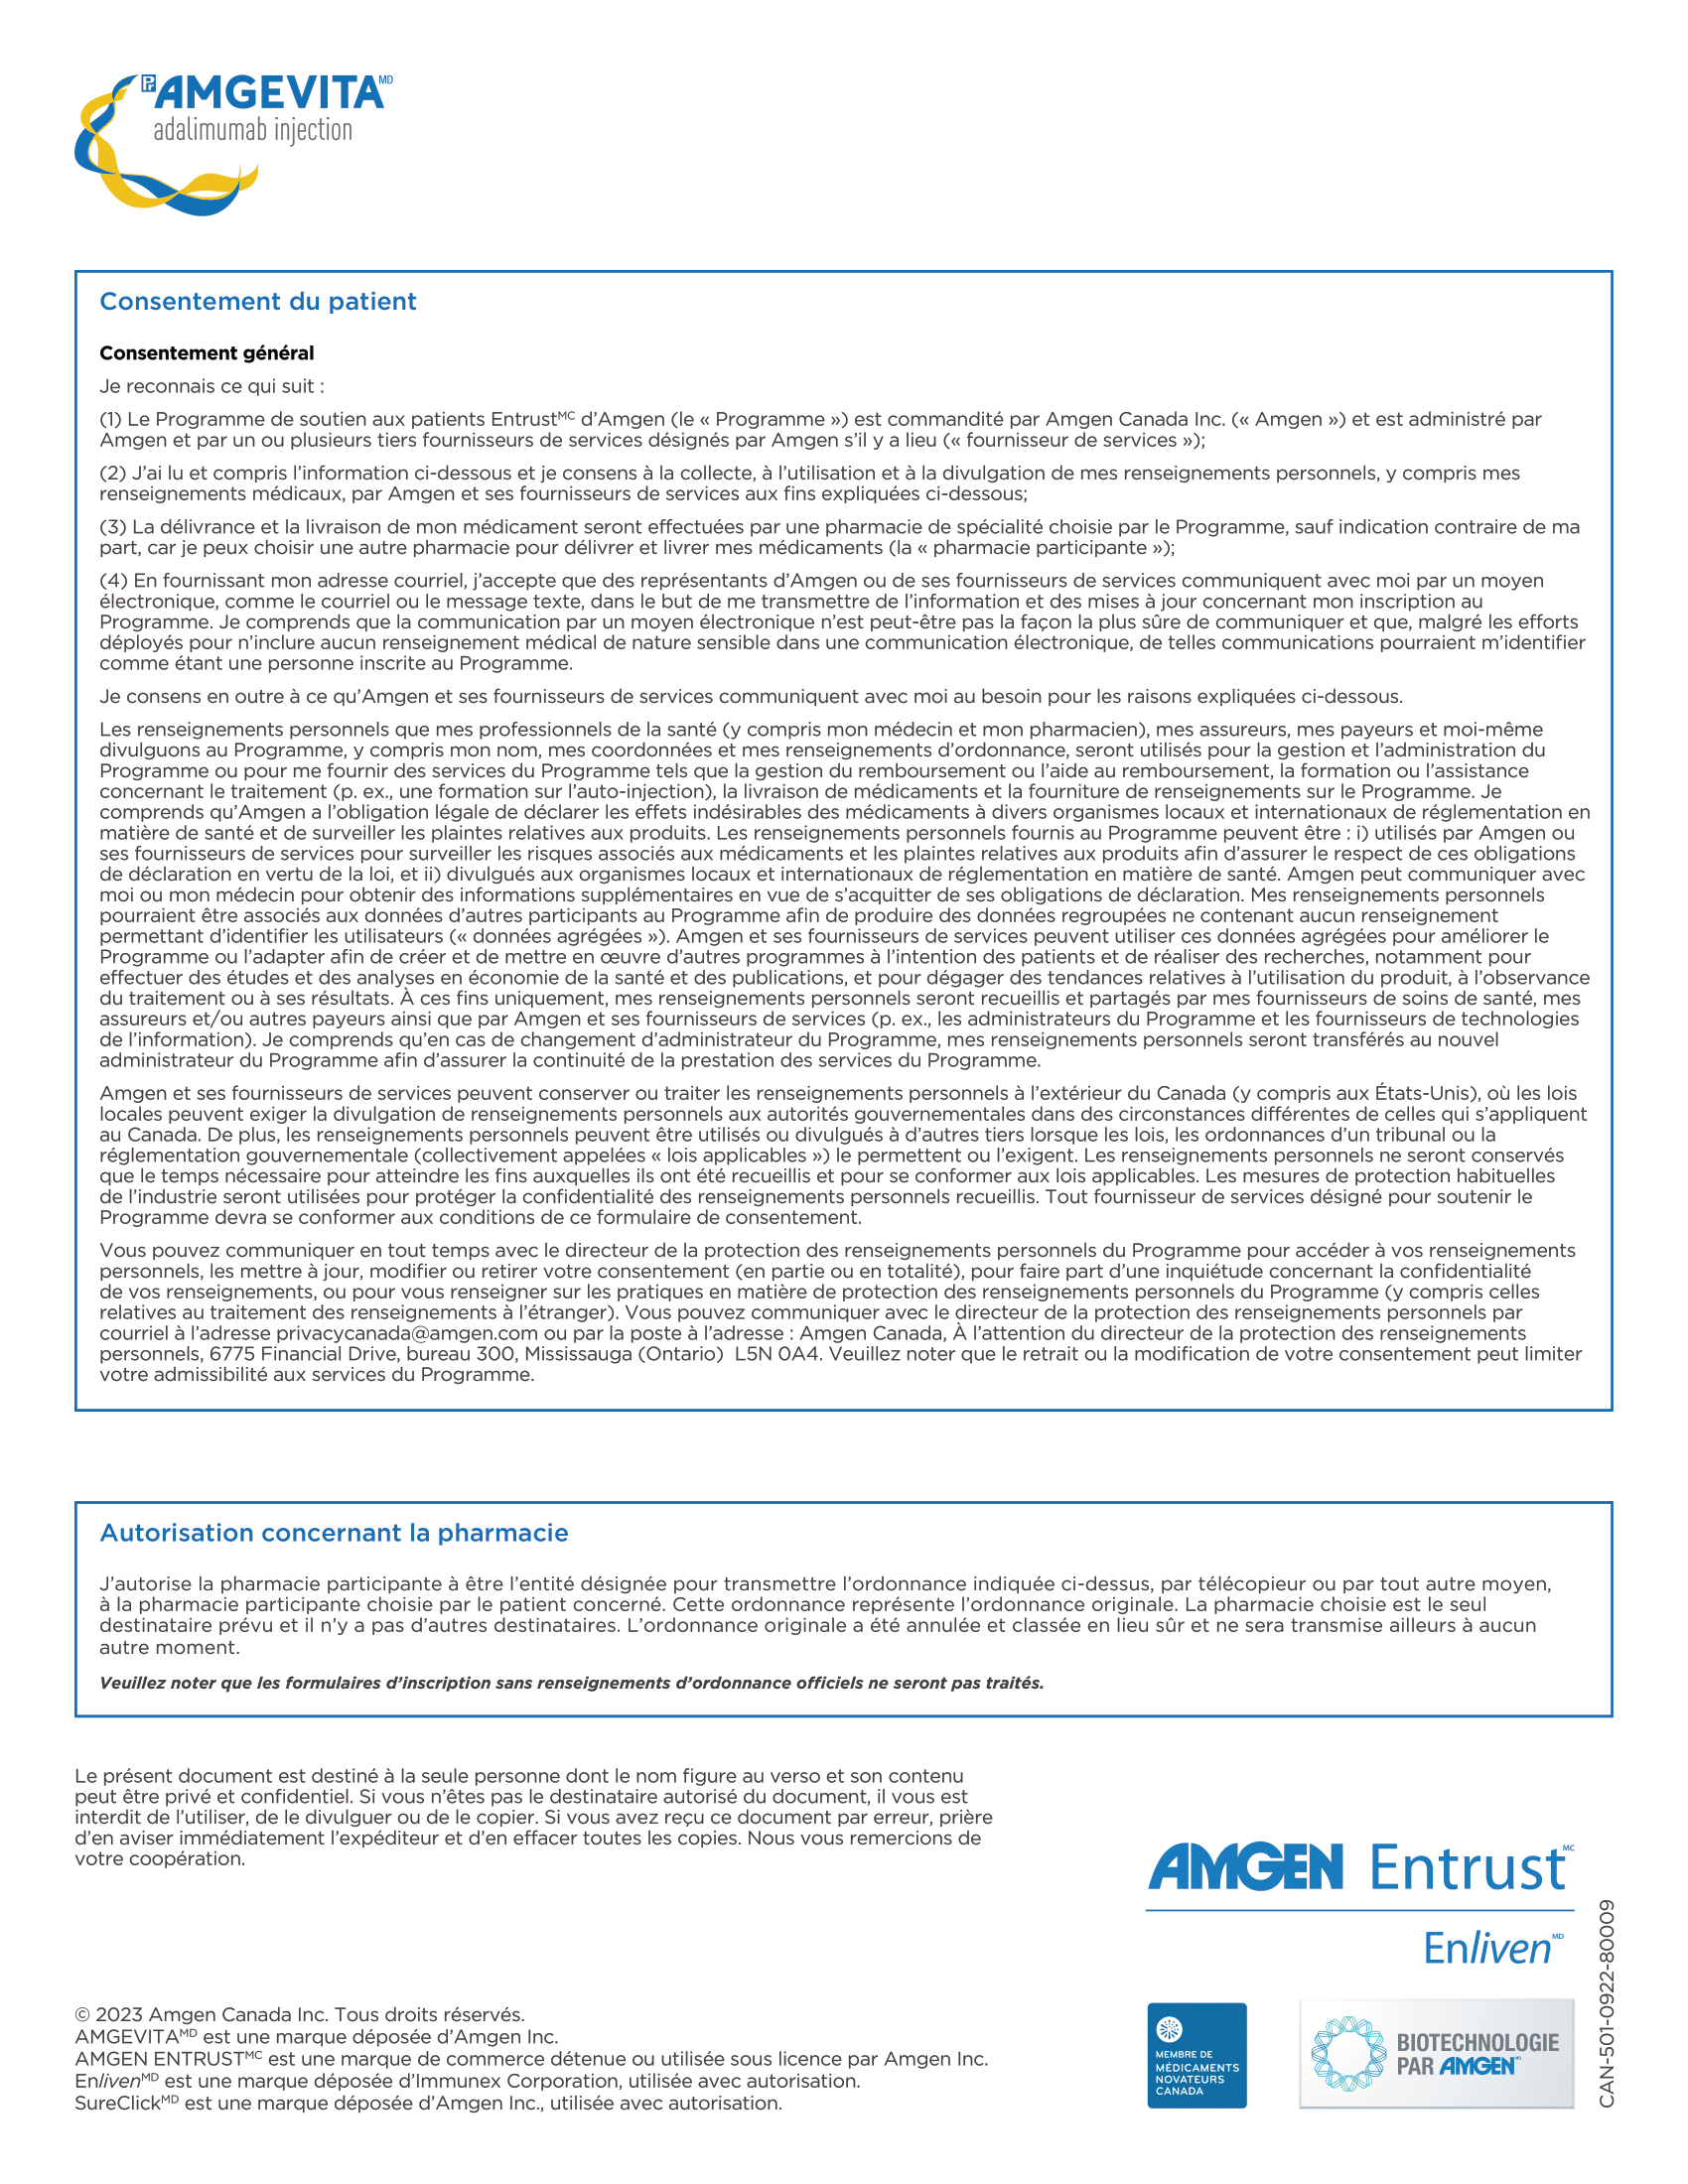 Pr AMGEVITA MD
adalimumab injection
Consentement du patient
Consentement général
Je reconnais ce qui suit :
(1) Le Programme de soutien aux patients EntrustMC d’Amgen (le « Programme ») est commandité par Amgen Canada Inc. (« Amgen ») et est administré par
Amgen et par un ou plusieurs tiers fournisseurs de services désignés par Amgen s’il y a lieu (« fournisseur de services »);
(2) J’ai lu et compris l’information ci-dessous et je consens à la collecte, à l’utilisation et à la divulgation de mes renseignements personnels, y compris mes
renseignements médicaux, par Amgen et ses fournisseurs de services aux fins expliquées ci-dessous;
(3) La délivrance et la livraison de mon médicament seront effectuées par une pharmacie de spécialité choisie par le Programme, sauf indication contraire de ma
part, car je peux choisir une autre pharmacie pour délivrer et livrer mes médicaments (la « pharmacie participante »);
(4) En fournissant mon adresse courriel, j’accepte que des représentants d’Amgen ou de ses fournisseurs de services communiquent avec moi par un moyen
électronique, comme le courriel ou le message texte, dans le but de me transmettre de l’information et des mises à jour concernant mon inscription au
Programme. Je comprends que la communication par un moyen électronique n’est peut-être pas la façon la plus sûre de communiquer et que, malgré les efforts
déployés pour n’inclure aucun renseignement médical de nature sensible dans une communication électronique, de telles communications pourraient m’identifier
comme étant une personne inscrite au Programme.
Je consens en outre à ce qu’Amgen et ses fournisseurs de services communiquent avec moi au besoin pour les raisons expliquées ci-dessous.
Les renseignements personnels que mes professionnels de la santé (y compris mon médecin et mon pharmacien), mes assureurs, mes payeurs et moi-même
divulguons au Programme, y compris mon nom, mes coordonnées et mes renseignements d’ordonnance, seront utilisés pour la gestion et l’administration du
Programme ou pour me fournir des services du Programme tels que la gestion du remboursement ou l’aide au remboursement, la formation ou l’assistance
concernant le traitement (p. ex., une formation sur l’auto-injection), la livraison de médicaments et la fourniture de renseignements sur le Programme. Je
comprends qu’Amgen a l’obligation légale de déclarer les effets indésirables des médicaments à divers organismes locaux et internationaux de réglementation en
matière de santé et de surveiller les plaintes relatives aux produits. Les renseignements personnels fournis au Programme peuvent être : i) utilisés par Amgen ou
ses fournisseurs de services pour surveiller les risques associés aux médicaments et les plaintes relatives aux produits afin d’assurer le respect de ces obligations
de déclaration en vertu de la loi, et ii) divulgués aux organismes locaux et internationaux de réglementation en matière de santé. Amgen peut communiquer avec
moi ou mon médecin pour obtenir des informations supplémentaires en vue de s’acquitter de ses obligations de déclaration. Mes renseignements personnels
pourraient être associés aux données d’autres participants au Programme afin de produire des données regroupées ne contenant aucun renseignement
permettant d’identifier les utilisateurs (« données agrégées »). Amgen et ses fournisseurs de services peuvent utiliser ces données agrégées pour améliorer le
Programme ou l’adapter afin de créer et de mettre en œuvre d’autres programmes à l’intention des patients et de réaliser des recherches, notamment pour
effectuer des études et des analyses en économie de la santé et des publications, et pour dégager des tendances relatives à l’utilisation du produit, à l’observance
du traitement ou à ses résultats. À ces fins uniquement, mes renseignements personnels seront recueillis et partagés par mes fournisseurs de soins de santé, mes
assureurs et/ou autres payeurs ainsi que par Amgen et ses fournisseurs de services (p. ex., les administrateurs du Programme et les fournisseurs de technologies
de l’information). Je comprends qu’en cas de changement d’administrateur du Programme, mes renseignements personnels seront transférés au nouvel
administrateur du Programme afin d’assurer la continuité de la prestation des services du Programme.
Amgen et ses fournisseurs de services peuvent conserver ou traiter les renseignements personnels à l’extérieur du Canada (y compris aux États-Unis), où les lois
locales peuvent exiger la divulgation de renseignements personnels aux autorités gouvernementales dans des circonstances différentes de celles qui s’appliquent
au Canada. De plus, les renseignements personnels peuvent être utilisés ou divulgués à d’autres tiers lorsque les lois, les ordonnances d’un tribunal ou la
réglementation gouvernementale (collectivement appelées « lois applicables ») le permettent ou l’exigent. Les renseignements personnels ne seront conservés
que le temps nécessaire pour atteindre les fins auxquelles ils ont été recueillis et pour se conformer aux lois applicables. Les mesures de protection habituelles
de l’industrie seront utilisées pour protéger la confidentialité des renseignements personnels recueillis. Tout fournisseur de services désigné pour soutenir le
Programme devra se conformer aux conditions de ce formulaire de consentement.
Vous pouvez communiquer en tout temps avec le directeur de la protection des renseignements personnels du Programme pour accéder à vos renseignements
personnels, les mettre à jour, modifier ou retirer votre consentement (en partie ou en totalité), pour faire part d’une inquiétude concernant la confidentialité
de vos renseignements, ou pour vous renseigner sur les pratiques en matière de protection des renseignements personnels du Programme (y compris celles
relatives au traitement des renseignements à l’étranger). Vous pouvez communiquer avec le directeur de la protection des renseignements personnels par
courriel à l’adresse privacycanada@amgen.com ou par la poste à l’adresse : Amgen Canada, À l’attention du directeur de la protection des renseignements
personnels, 6775 Financial Drive, bureau 300, Mississauga (Ontario) L5N 0A4. Veuillez noter que le retrait ou la modification de votre consentement peut limiter
votre admissibilité aux services du Programme.
Autorisation concernant la pharmacie
J’autorise la pharmacie participante à être l’entité désignée pour transmettre l’ordonnance indiquée ci-dessus, par télécopieur ou par tout autre moyen,
à la pharmacie participante choisie par le patient concerné. Cette ordonnance représente l’ordonnance originale. La pharmacie choisie est le seul
destinataire prévu et il n’y a pas d’autres destinataires. L’ordonnance originale a été annulée et classée en lieu sûr et ne sera transmise ailleurs à aucun
autre moment.
Veuillez noter que les formulaires d’inscription sans renseignements d’ordonnance officiels ne seront pas traités.
Le présent document est destiné à la seule personne dont le nom figure au verso et son contenu
peut être privé et confidentiel. Si vous n’êtes pas le destinataire autorisé du document, il vous est
interdit de l’utiliser, de le divulguer ou de le copier. Si vous avez reçu ce document par erreur, prière
d’en aviser immédiatement l’expéditeur et d’en effacer toutes les copies. Nous vous remercions de
votre coopération.
AMGEN Entrust MC
Enliven MD
© 2023 Amgen Canada Inc. Tous droits réservés.
AMGEVITAMD est une marque déposée d’Amgen Inc.
AMGEN ENTRUSTMC est une marque de commerce détenue ou utilisée sous licence par Amgen Inc.
EnlivenMD est une marque déposée d’Immunex Corporation, utilisée avec autorisation.
SureClickMD est une marque déposée d’Amgen Inc., utilisée avec autorisation.
MEMBRE DE
MÉDICAMENTS
NOVATEURS
CANADA
BIOTECHNOLOGIE
PAR AMGEN MD
CAN-501-0922-80009